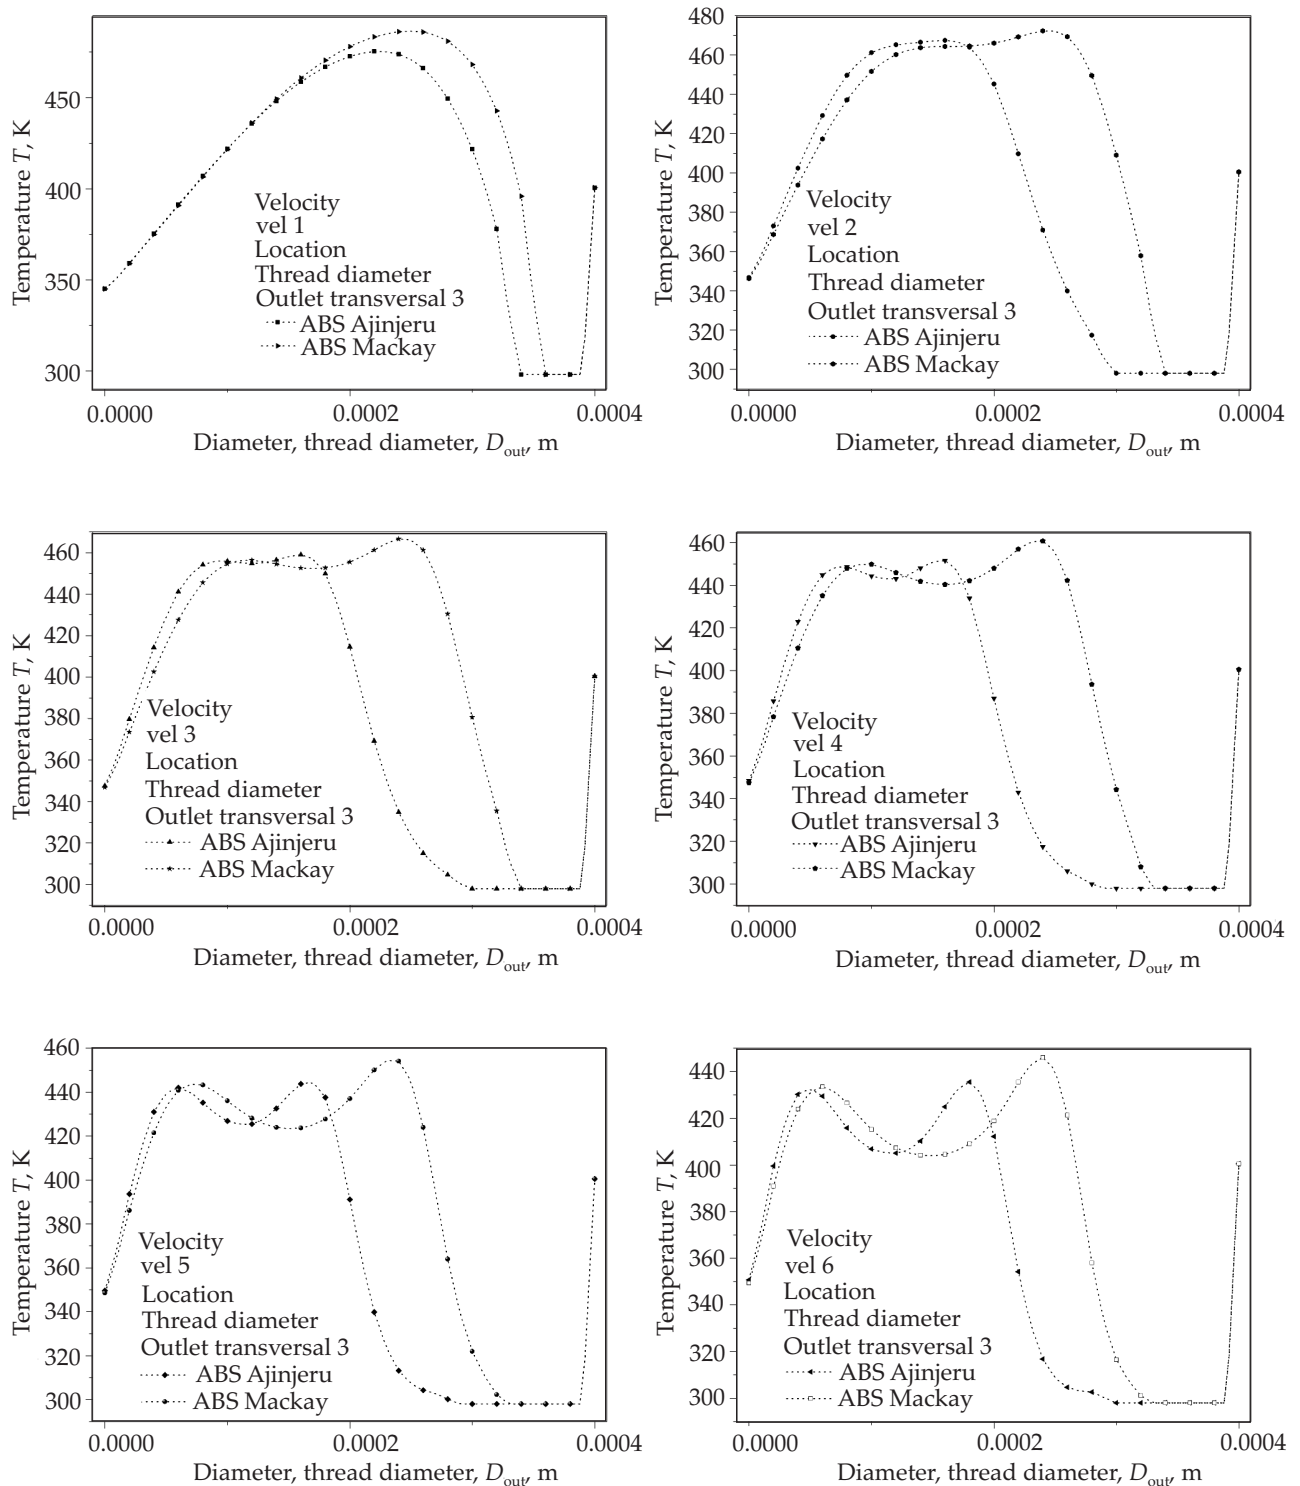 Temperature T, K
450
400
350
300
Velocity
vel 1
Location
Thread diameter
Outlet transversal 3
ABS Ajinjeru
ABS Mackay
0.0000
0.0002
0.0004
Diameter, thread diameter, Dout, m
Temperature T, K
480
460
440
420
400
380
360
340
320
300
Velocity
vel 2
Location
Thread diameter
Outlet transversal 3
ABS Ajinjeru
ABS Mackay
0.0000
0.0002
0.0004
Diameter, thread diameter, Dout, m
Temperature T, K
460
440
420
400
380
360
340
320
300
Velocity
vel 3
Location
Thread diameter
Outlet transversal 3
ABS Ajinjeru
ABS Mackay
0.0000
0.0002
0.0004
Diameter, thread diameter, Dout, m
Temperature T, K
460
440
420
400
380
360
340
320
300
Velocity
vel 4
Location
Thread diameter
Outlet transversal 3
ABS Ajinjeru
ABS Mackay
0.0000
0.0002
0.0004
Diameter, thread diameter, Dout, m
Temperature T, K
460
440
420
400
380
360
340
320
300
Velocity
vel 5
Location
Thread diameter
Outlet transversal 3
ABS Ajinjeru
ABS Mackay
0.0000
0.0002
0.0004
Diameter, thread diameter, Dout, m
Temperature T, K
440
420
400
380
360
340
320
300
Velocity
vel 6
Location
Thread diameter
Outlet transversal 3
ABS Ajinjeru
ABS Mackay
0.0000
0.0002
0.0004
Diameter, thread diameter, Dout, m